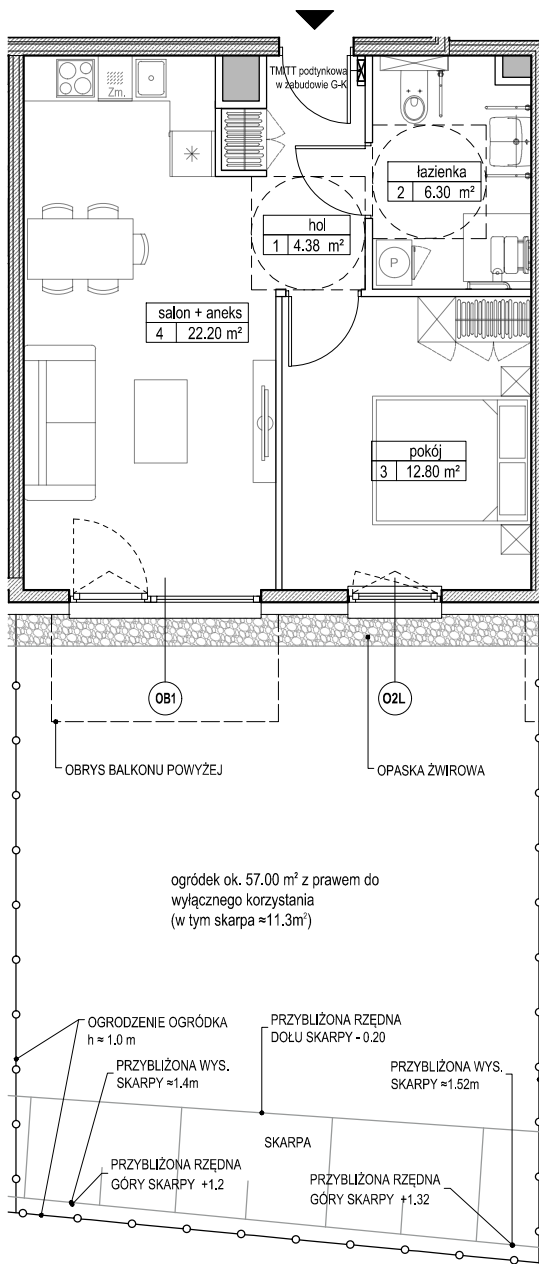 TM/TT podtynkowa
w zabudowie G-K
Zm.
łazienka
2 6.30 m²
hol
1 4.38 m²
P
salon + aneks
4 22.20 m²
pokój
3 12.80 m²
OB1
O2L
OBRYS BALKONU POWYŻEJ
OPASKA ŻWIROWA
ogródek ok. 57.00 m² z prawem do
wyłącznego korzystania
(w tym skarpa ≈11.3m²)
OGRODZENIE OGRÓDKA
h ≈ 1.0 m
PRZYBLIŻONA RZĘDNA
DOŁU SKARPY - 0.20
PRZYBLIŻONA WYS.
SKARPY ≈1.4m
PRZYBLIŻONA WYS.
SKARPY ≈1.52m
SKARPA
PRZYBLIŻONA RZĘDNA
GÓRY SKARPY +1.2
PRZYBLIŻONA RZĘDNA
GÓRY SKARPY +1.32